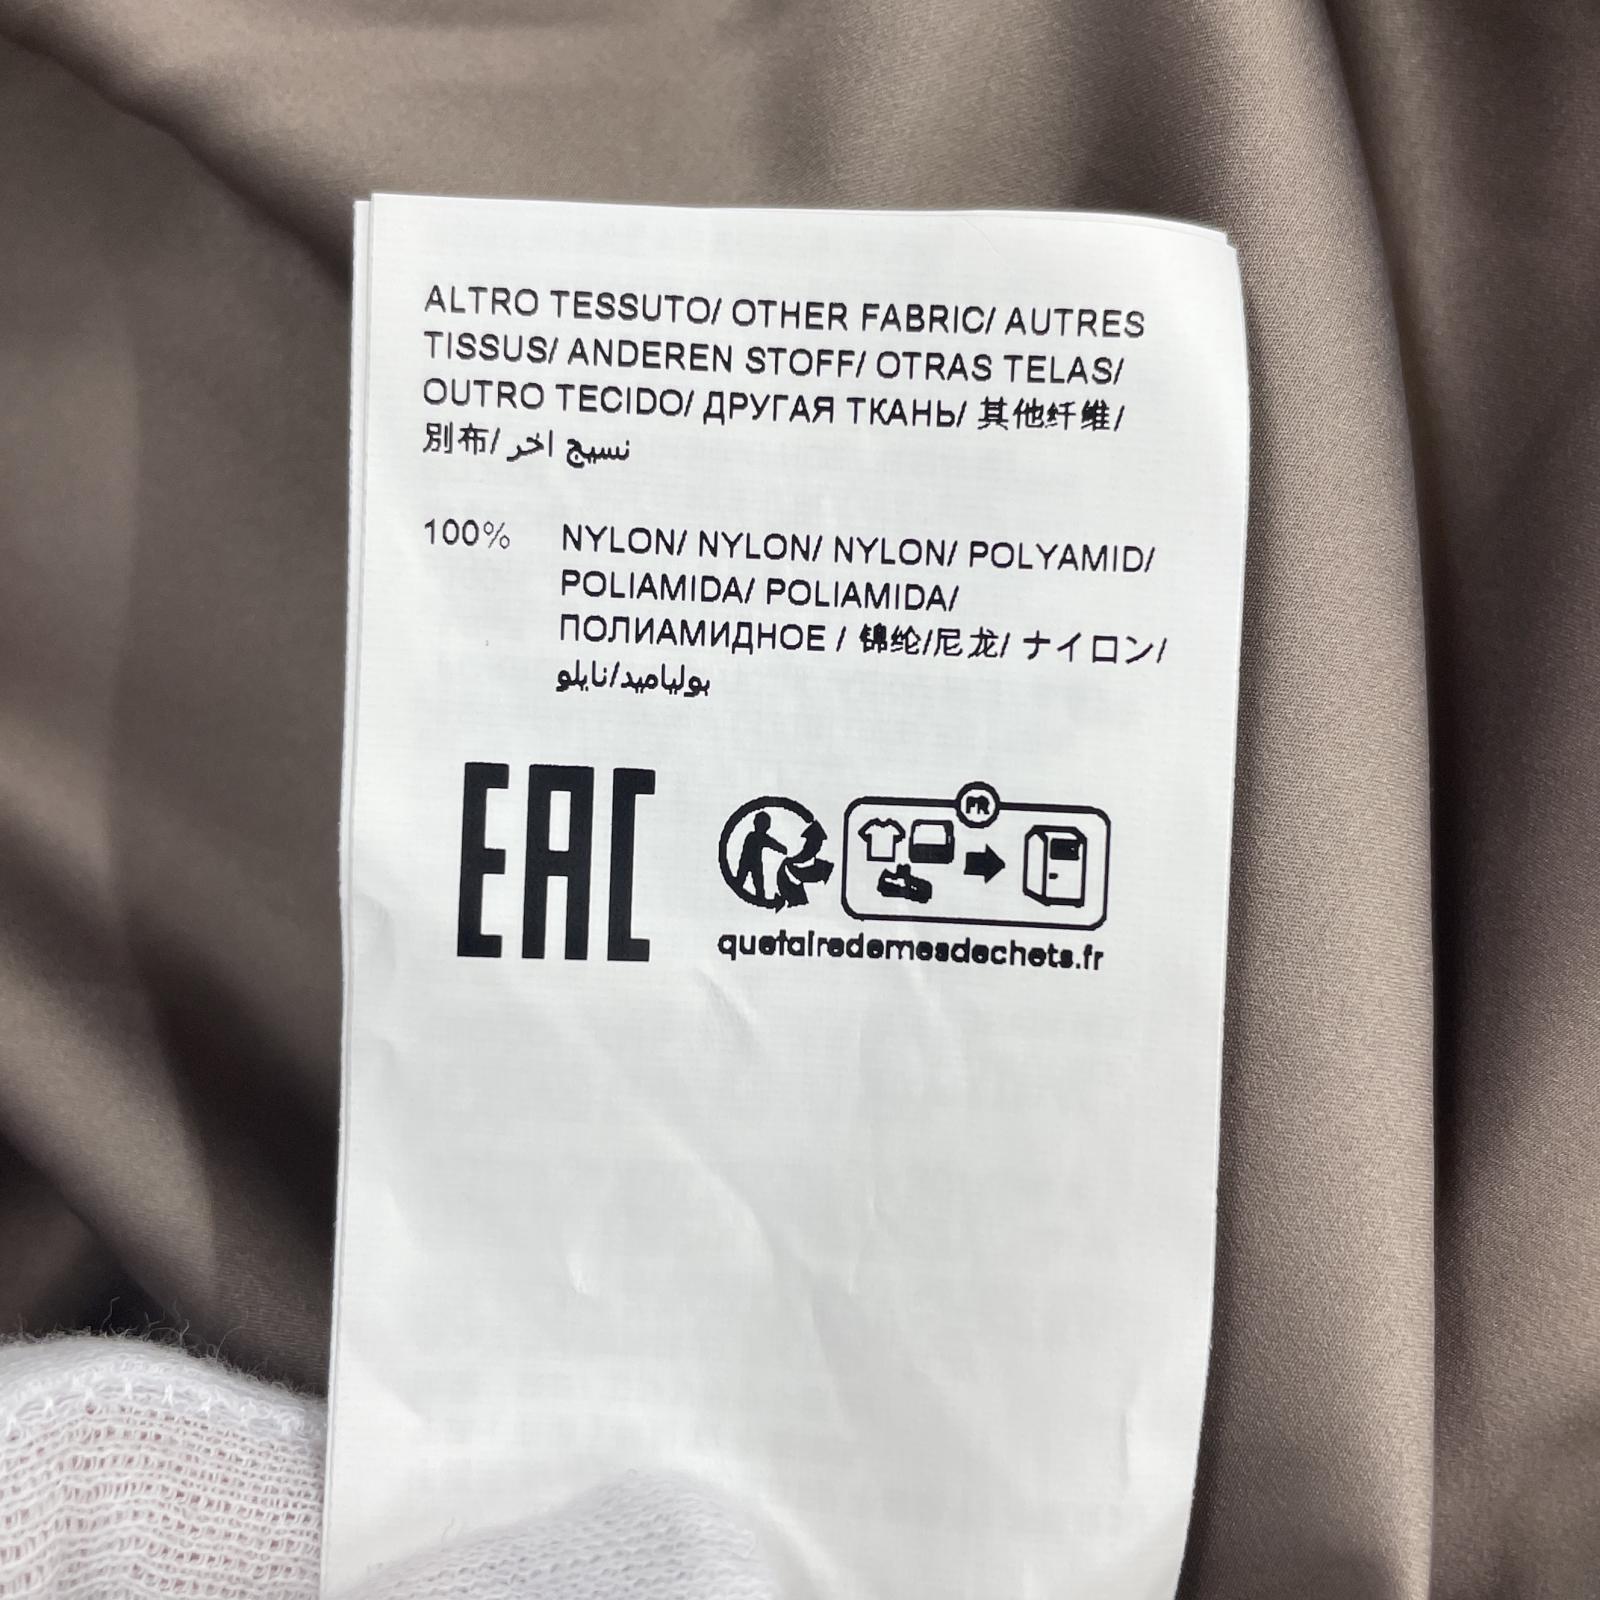 ALTRO TESSUTO/ OTHER FABRIC/ AUTRES
TISSUS/ ANDEREN STOFF/ OTRAS TELAS/
OUTRO TECIDO/ ДРУГАЯ ТКАНЬ/ 其他纤维/
別布/ نسيج اخر
100% NYLON/ NYLON/ NYLON/ POLYAMID/
POLIAMIDA/ POLIAMIDA/
ПОЛИАМИДНОЕ / 锦纶/尼龙/ ナイロン/
بولياميد/نايلو
EAC
FR
quefairedemesdechets.fr